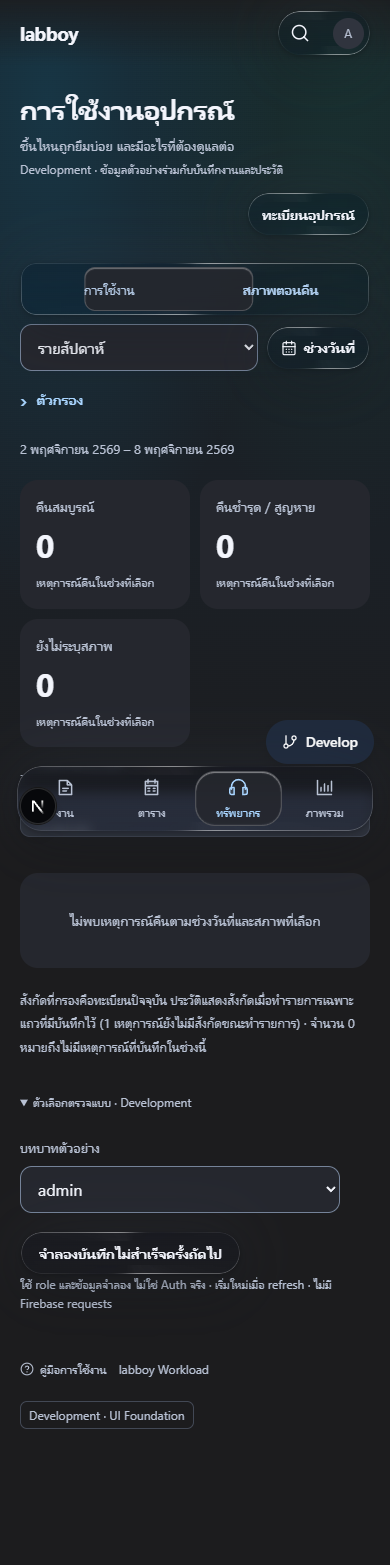 labboy
A
การใช้งานอุปกรณ์
ชิ้นไหนถูกยืมบ่อย และมีอะไรที่ต้องดูแลต่อ
Development · ข้อมูลตัวอย่างร่วมกับบันทึกงานและประวัติ
ทะเบียนอุปกรณ์
การใช้งาน สภาพตอนคืน
รายสัปดาห์ ช่วงวันที่
› ตัวกรอง
2 พฤศจิกายน 2569 – 8 พฤศจิกายน 2569
คืนสมบูรณ์
0
เหตุการณ์คืนในช่วงที่เลือก
คืนชำรุด / สูญหาย
0
เหตุการณ์คืนในช่วงที่เลือก
ยังไม่ระบุสภาพ
0
เหตุการณ์คืนในช่วงที่เลือก
Develop
N
งาน ตาราง ทรัพยากร ภาพรวม
ไม่พบเหตุการณ์คืนตามช่วงวันที่และสภาพที่เลือก
สังกัดที่กรองคือทะเบียนปัจจุบัน ประวัติแสดงสังกัดเมื่อทำรายการเฉพาะ
แถวที่มีบันทึกไว้ (1 เหตุการณ์ยังไม่มีสังกัดขณะทำรายการ) · จำนวน 0
หมายถึงไม่มีเหตุการณ์ที่บันทึกในช่วงนี้
▼ ตัวเลือกตรวจแบบ · Development
บทบาทตัวอย่าง
admin
จำลองบันทึกไม่สำเร็จครั้งถัดไป
ใช้ role และข้อมูลจำลอง ไม่ใช่ Auth จริง · เริ่มใหม่เมื่อ refresh · ไม่มี
Firebase requests
คู่มือการใช้งาน labboy Workload
Development · UI Foundation